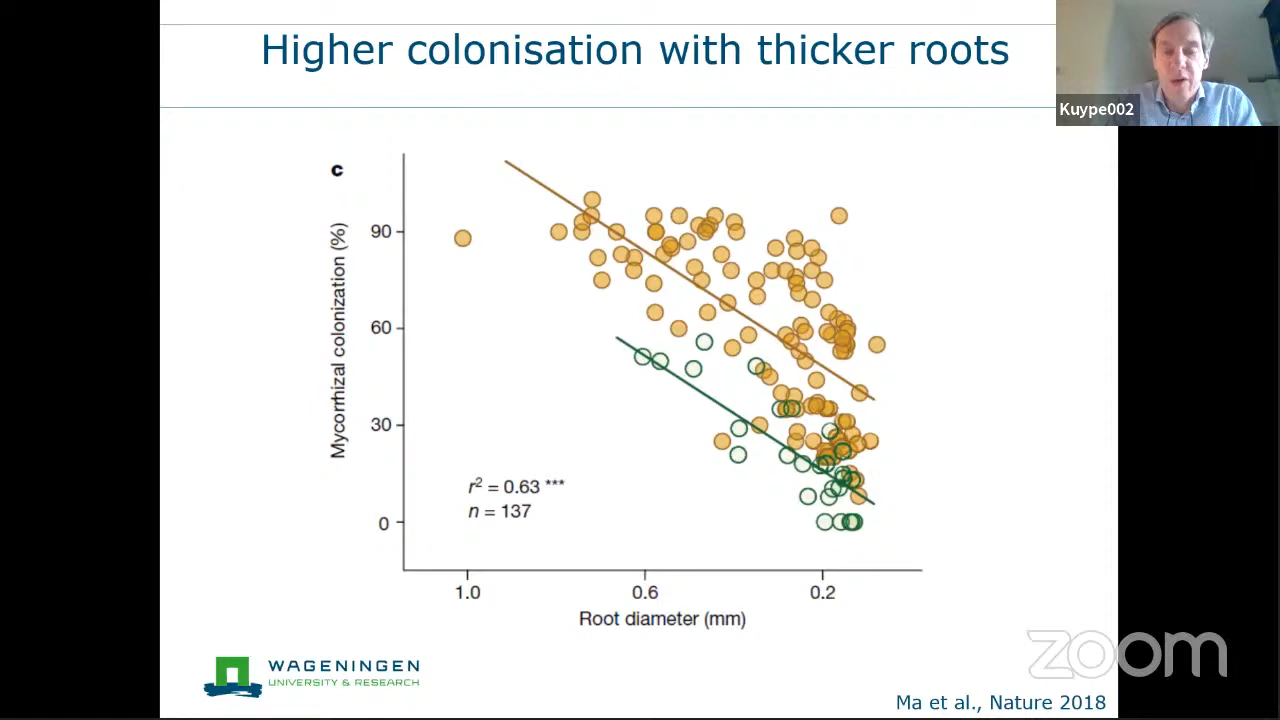 Higher colonisation with thicker roots
Kuype002
c
Mycorrhizal colonization (%)
90
60
30
0
r² = 0.63 ***
n = 137
1.0 0.6 0.2
Root diameter (mm)
WAGENINGEN
UNIVERSITY & RESEARCH
zoom
Ma et al., Nature 2018